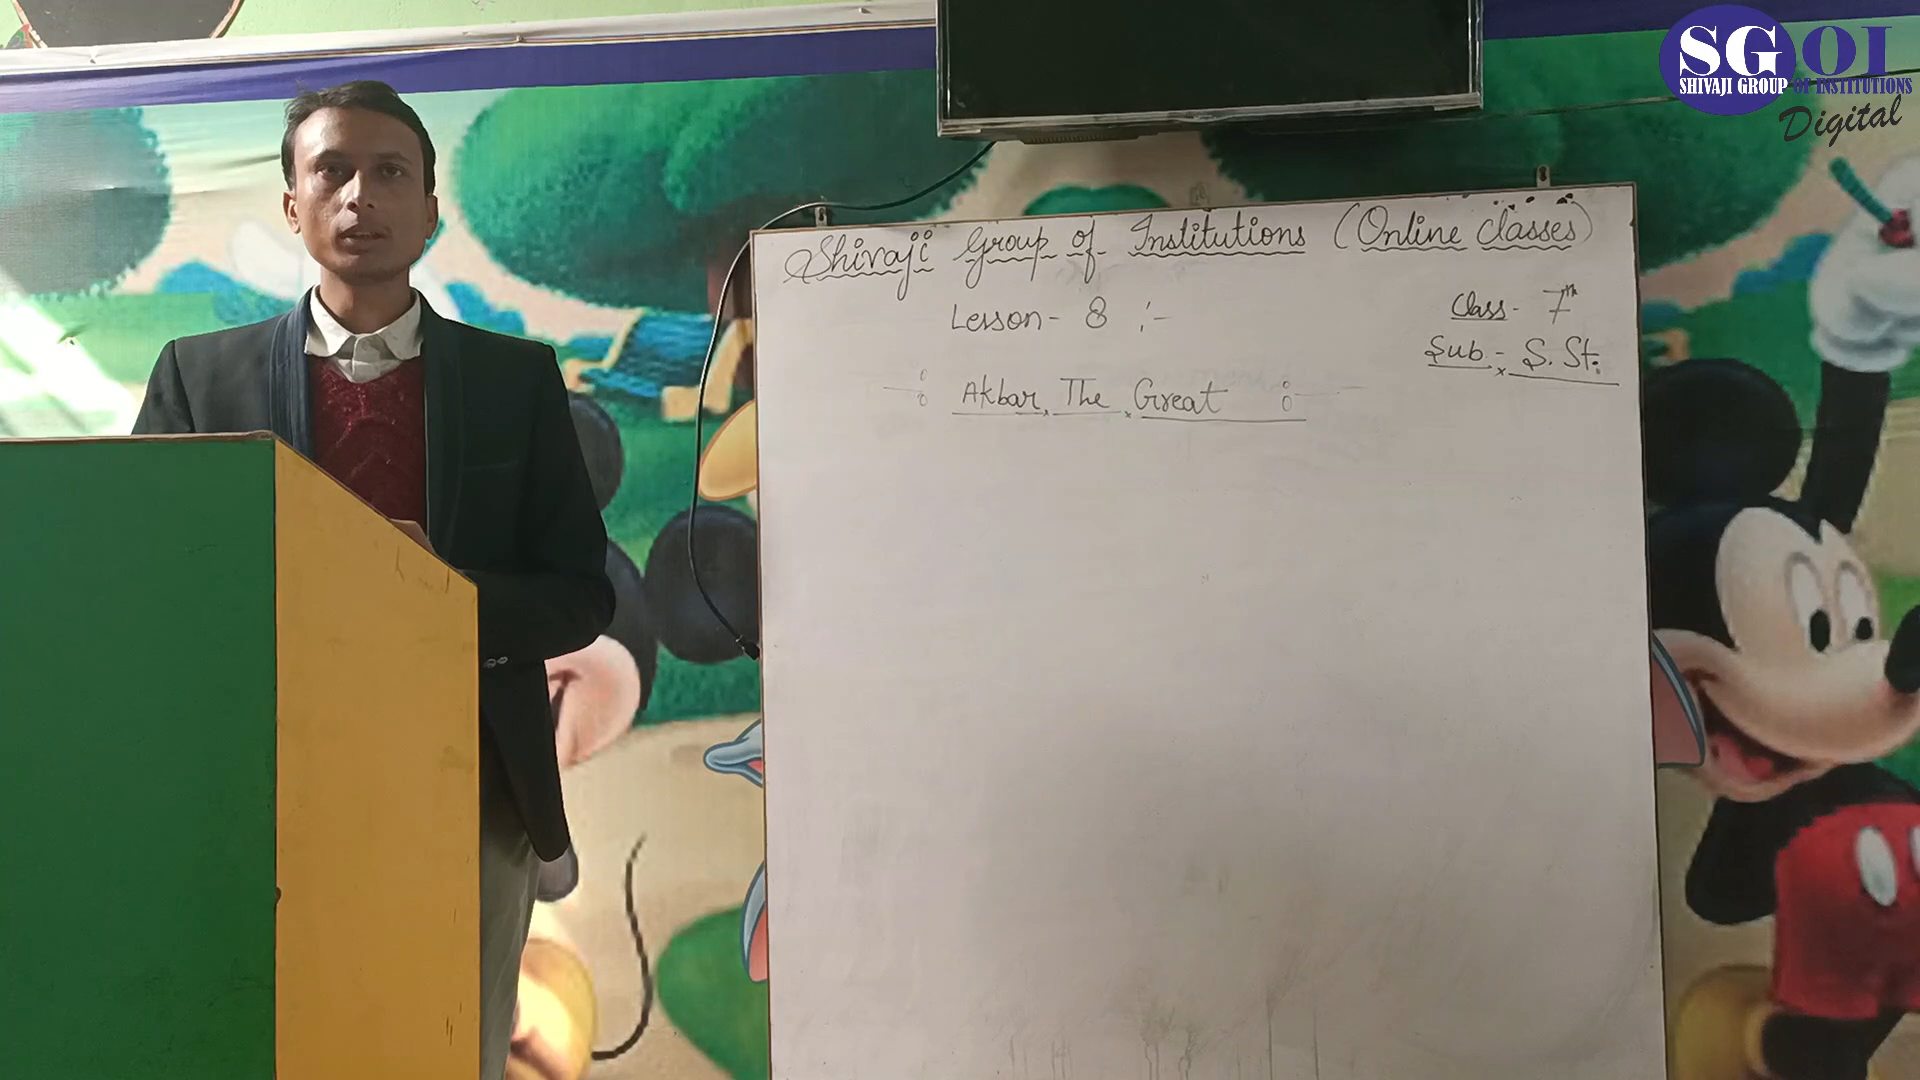 SGOI
SHIVAJI GROUP OF INSTITUTIONS
Digital
Shivaji Group of Institutions (Online classes)
Lesson - 8 :-
Class - 7th
Sub - S. St.
Akbar The Great